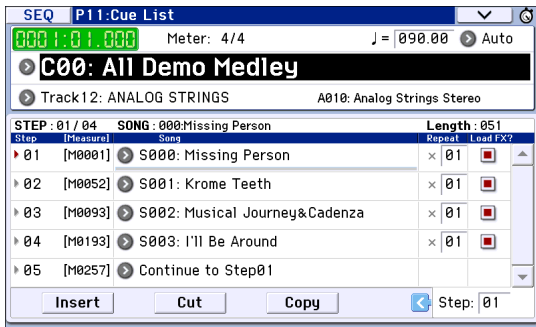 SEQ P11:Cue List
0001:01.000 Meter: 4/4 ♩= 090.00 Auto
C00: All Demo Medley
Track12: ANALOG STRINGS A010: Analog Strings Stereo
STEP : 01 / 04 SONG : 000:Missing Person Length : 051
Step [Measure] Song Repeat Load FX?
01 [M0001] S000: Missing Person × 01
02 [M0052] S001: Krome Teeth × 01
03 [M0093] S002: Musical Journey&Cadenza × 01
04 [M0193] S003: I'll Be Around × 01
05 [M0257] Continue to Step01
Insert Cut Copy Step: 01